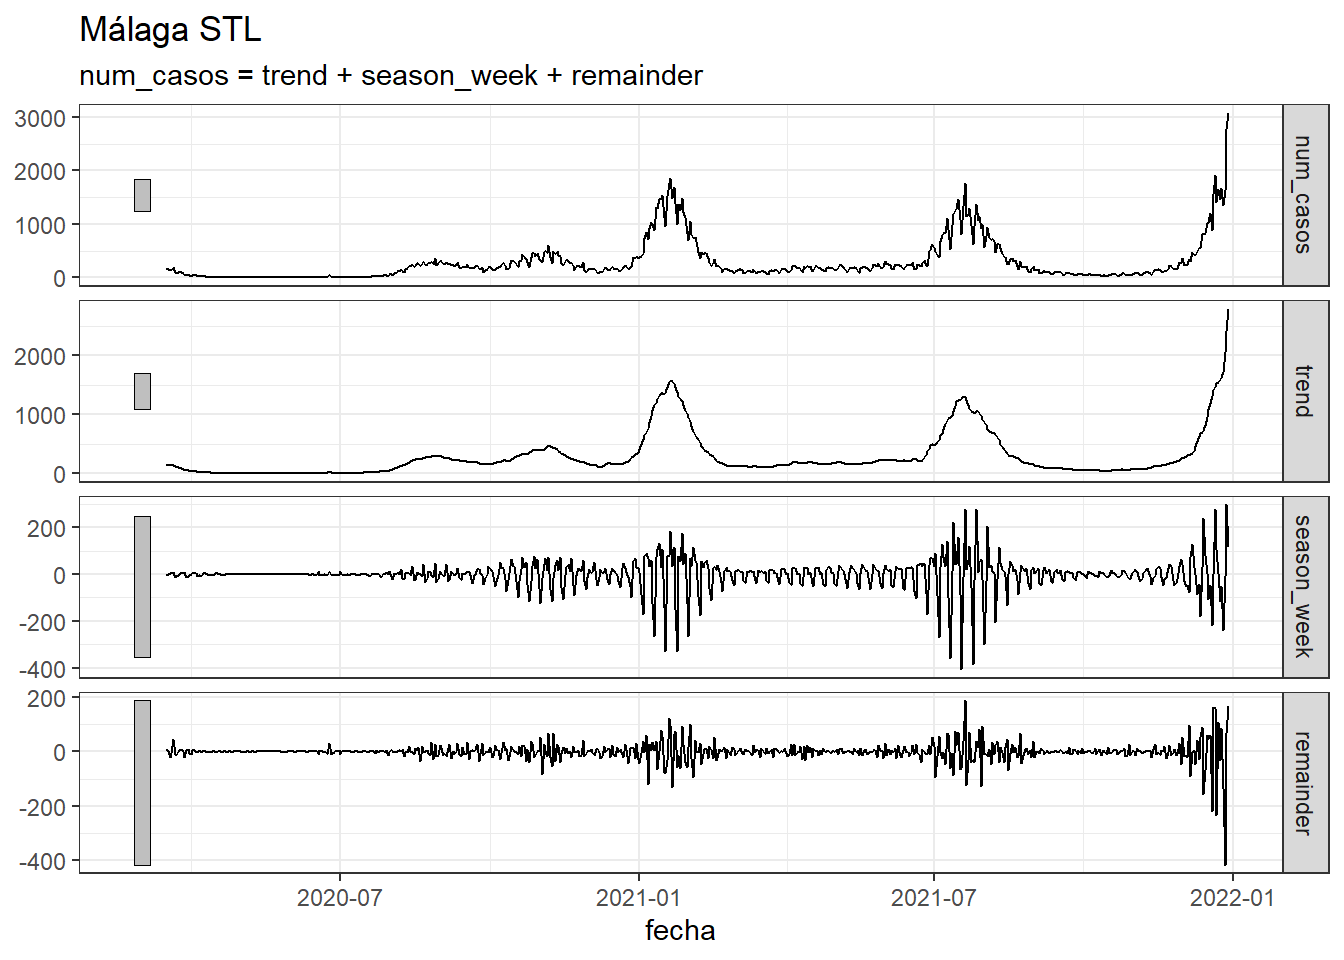 Málaga STL
num_casos = trend + season_week + remainder
3000
2000
1000
0
num_casos
2000
1000
0
trend
200
0
-200
-400
season_week
200
0
-200
-400
remainder
2020-07 2021-01 2021-07 2022-01
fecha